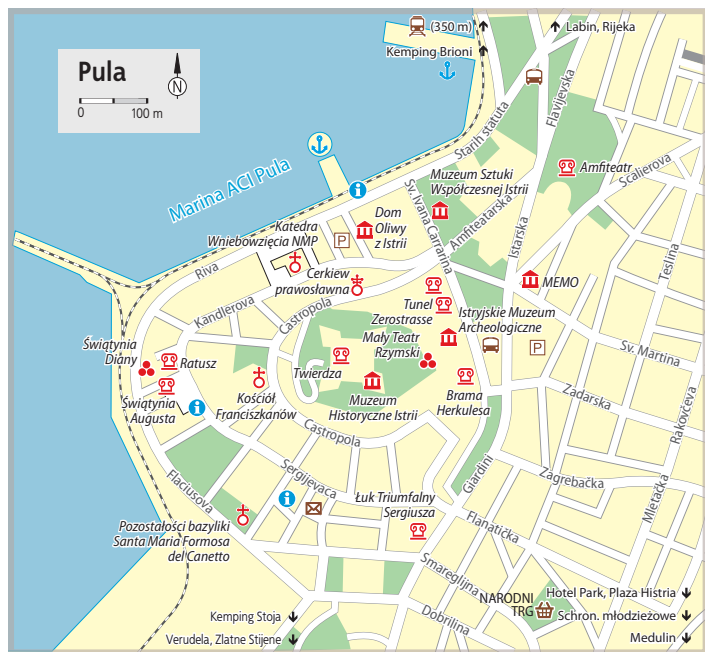 Pula
N
0
100 m
(350 m)
Kemping Brioni
Labin, Rijeka
Starih statuta
Flavijevska
Marina ACI Pula
Muzeum Sztuki
Współczesnej Istrii
Amfiteatr
Scalierova
Sv. Ivana Carrarina
Amfiteatarska
Istarska
Teslina
Dom
Oliwy
z Istrii
Katedra
Wniebowzięcia NMP
P
Riva
Cerkiew
prawosławna
MEMO
Kandlerova
Castropola
Tunel
Zerostrasse
Istryjskie Muzeum
Archeologiczne
Mały Teatr
Rzymski
P
Sv. Martina
Świątynia
Diany
Ratusz
Twierdza
Świątynia
Augusta
Kościół
Franciszkanów
Muzeum
Historyczne Istrii
Brama
Herkulesa
Zadarska
Rakovčeva
Castropola
Giardini
Sergijevaca
Flaciusova
Zagrebačka
Mletačka
Łuk Triumfalny
Sergiusza
Flanatička
Pozostałości bazyliki
Santa Maria Formosa
del Canetto
Smareglijna
NARODNI
TRG
Hotel Park, Plaza Histria
Schron. młodzieżowe
Medulin
Dobrilina
Kemping Stoja
Verudela, Zlatne Stijene